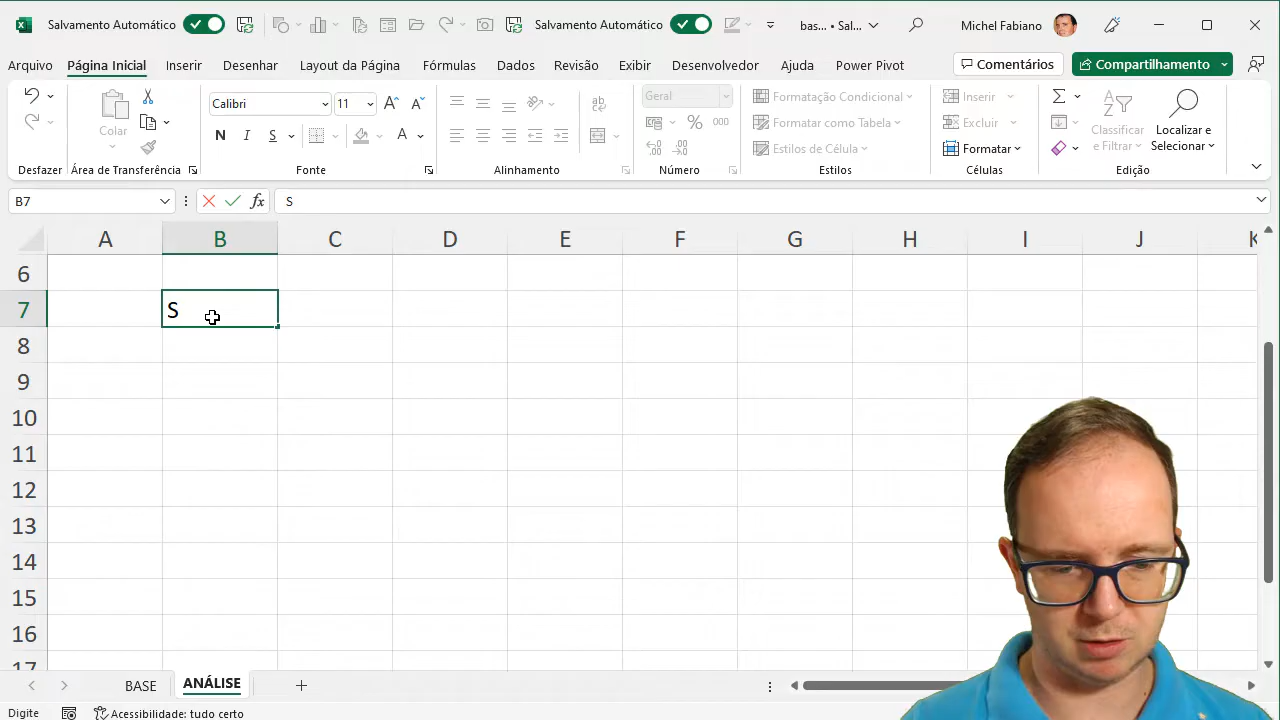 Salvamento Automático
Salvamento Automático
bas... • Sal...
Michel Fabiano
Arquivo
Página Inicial
Inserir
Desenhar
Layout da Página
Fórmulas
Dados
Revisão
Exibir
Desenvolvedor
Ajuda
Power Pivot
Comentários
Compartilhamento
Colar
Calibri
11
N
I
S
A
ab
c
Geral
%
000
Formatação Condicional
Formatar como Tabela
Estilos de Célula
Inserir
Excluir
Formatar
Classificar
e Filtrar
Localizar e
Selecionar
Desfazer
Área de Transferência
Fonte
Alinhamento
Número
Estilos
Células
Edição
B7
fx
S
A
B
C
D
E
F
G
H
I
J
K
6
7
S
8
9
10
11
12
13
14
15
16
17
BASE
ANÁLISE
Digite
Acessibilidade: tudo certo